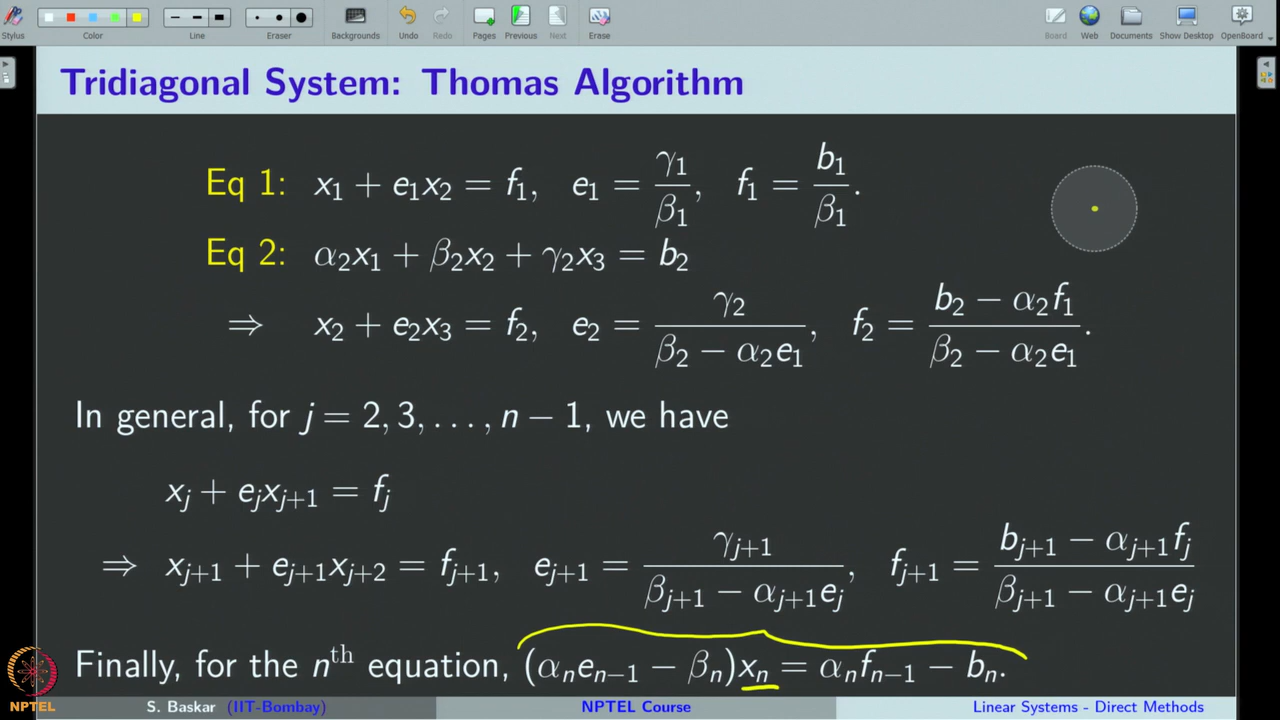 Stylus Color Line Eraser Backgrounds Undo Redo Pages Previous Next Erase Board Web Documents Show Desktop OpenBoard
Tridiagonal System: Thomas Algorithm
Eq 1: x₁ + e₁x₂ = f₁, e₁ = γ₁/β₁, f₁ = b₁/β₁.
Eq 2: α₂x₁ + β₂x₂ + γ₂x₃ = b₂
⇒ x₂ + e₂x₃ = f₂, e₂ = γ₂/(β₂ − α₂e₁), f₂ = (b₂ − α₂f₁)/(β₂ − α₂e₁).
In general, for j = 2, 3, . . . , n − 1, we have
xⱼ + eⱼxⱼ₊₁ = fⱼ
⇒ xⱼ₊₁ + eⱼ₊₁xⱼ₊₂ = fⱼ₊₁, eⱼ₊₁ = γⱼ₊₁/(βⱼ₊₁ − αⱼ₊₁eⱼ), fⱼ₊₁ = (bⱼ₊₁ − αⱼ₊₁fⱼ)/(βⱼ₊₁ − αⱼ₊₁eⱼ)
Finally, for the nᵗʰ equation, (αₙeₙ₋₁ − βₙ)xₙ = αₙfₙ₋₁ − bₙ.
NPTEL S. Baskar (IIT-Bombay) NPTEL Course Linear Systems - Direct Methods